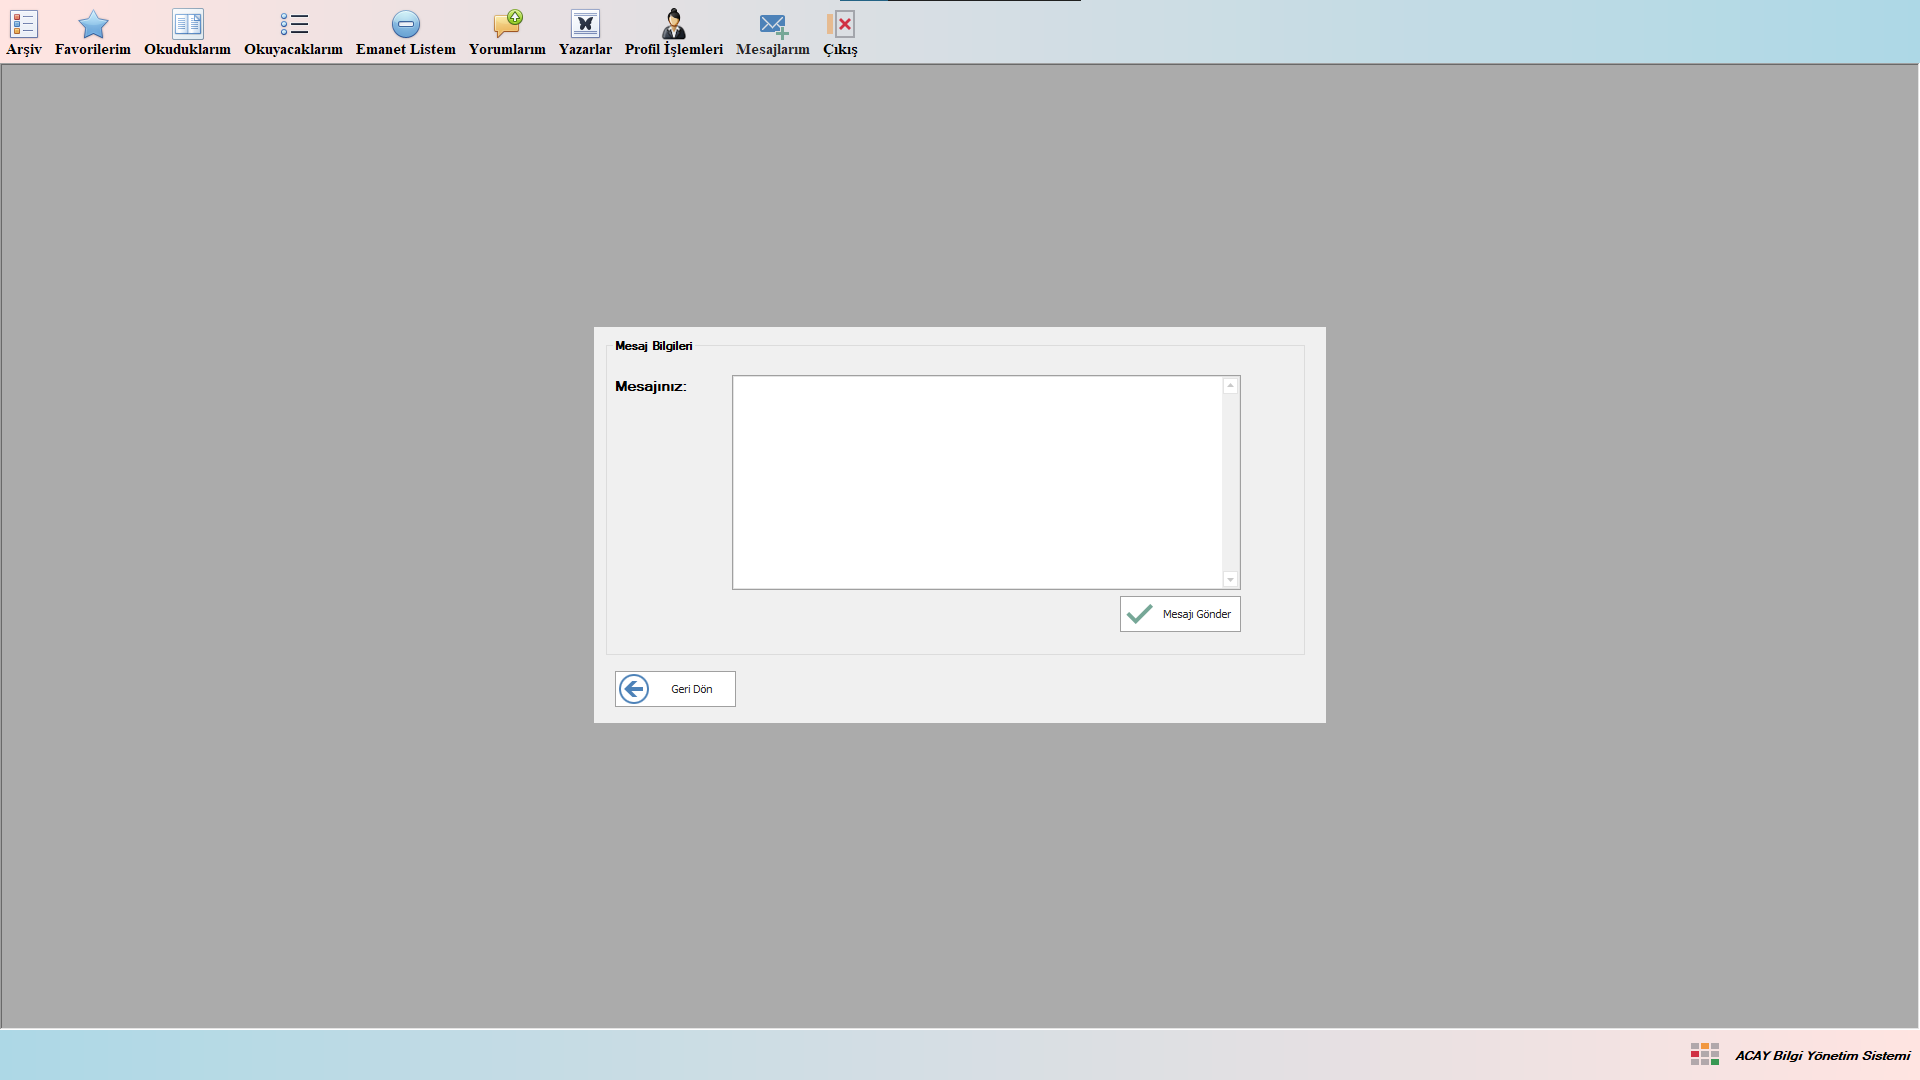 Arşiv Favorilerim Okuduklarım Okuyacaklarım Emanet Listem Yorumlarım Yazarlar Profil İşlemleri Mesajlarım Çıkış
Mesaj Bilgileri
Mesajınız:
Mesajı Gönder
Geri Dön
ACAY Bilgi Yönetim Sistemi